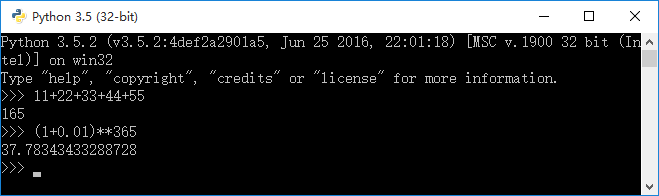 Python 3.5 (32-bit)
Python 3.5.2 (v3.5.2:4def2a2901a5, Jun 25 2016, 22:01:18) [MSC v.1900 32 bit (In
tel)] on win32
Type "help", "copyright", "credits" or "license" for more information.
>>> 11+22+33+44+55
165
>>> (1+0.01)**365
37.78343433288728
>>>